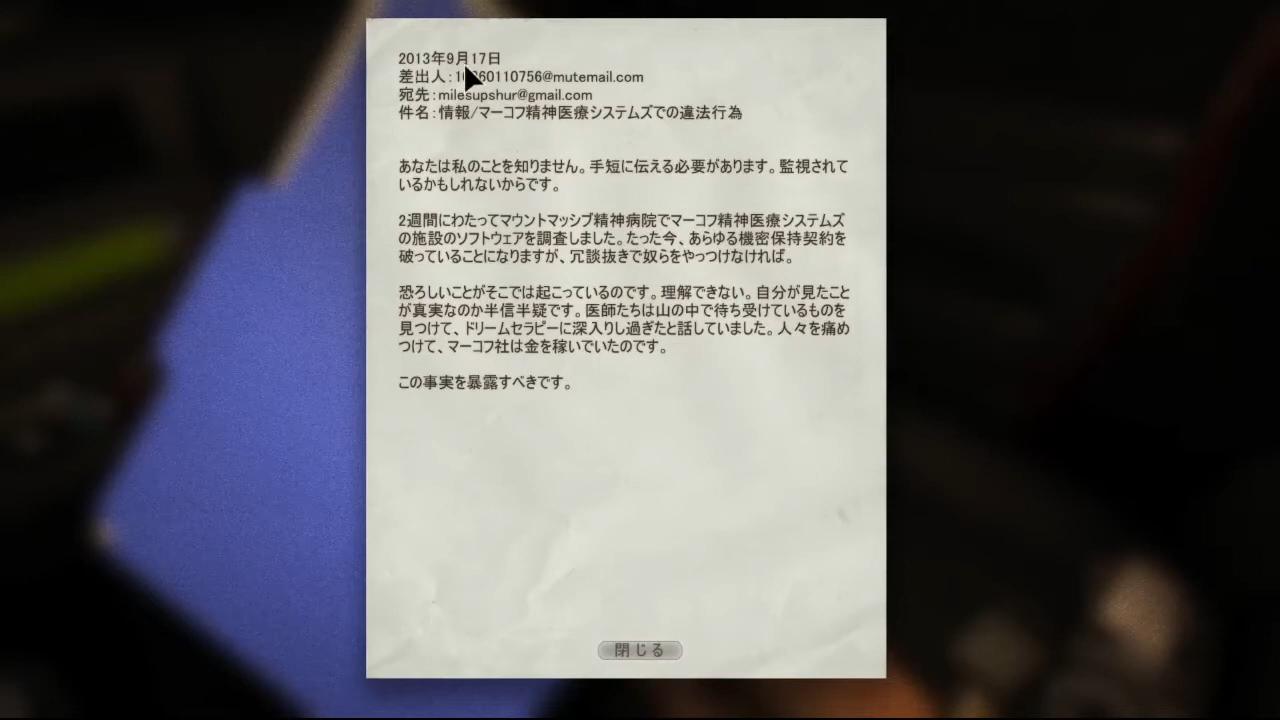 2013年9月17日
差出人：60110756@mutemail.com
宛先：milesupshur@gmail.com
件名：情報/マーコフ精神医療システムズでの違法行為
あなたは私のことを知りません。手短に伝える必要があります。監視されて
いるかもしれないからです。
2週間にわたってマウントマッシブ精神病院でマーコフ精神医療システムズ
の施設のソフトウェアを調査しました。たった今、あらゆる機密保持契約を
破っていることになりますが、冗談抜きで奴らをやっつけなければ。
恐ろしいことがそこでは起こっているのです。理解できない。自分が見たこと
が真実なのか半信半疑です。医師たちは山の中で待ち受けているものを
見つけて、ドリームセラピーに深入りし過ぎたと話していました。人々を痛め
つけて、マーコフ社は金を稼いでいたのです。
この事実を暴露すべきです。
閉じる